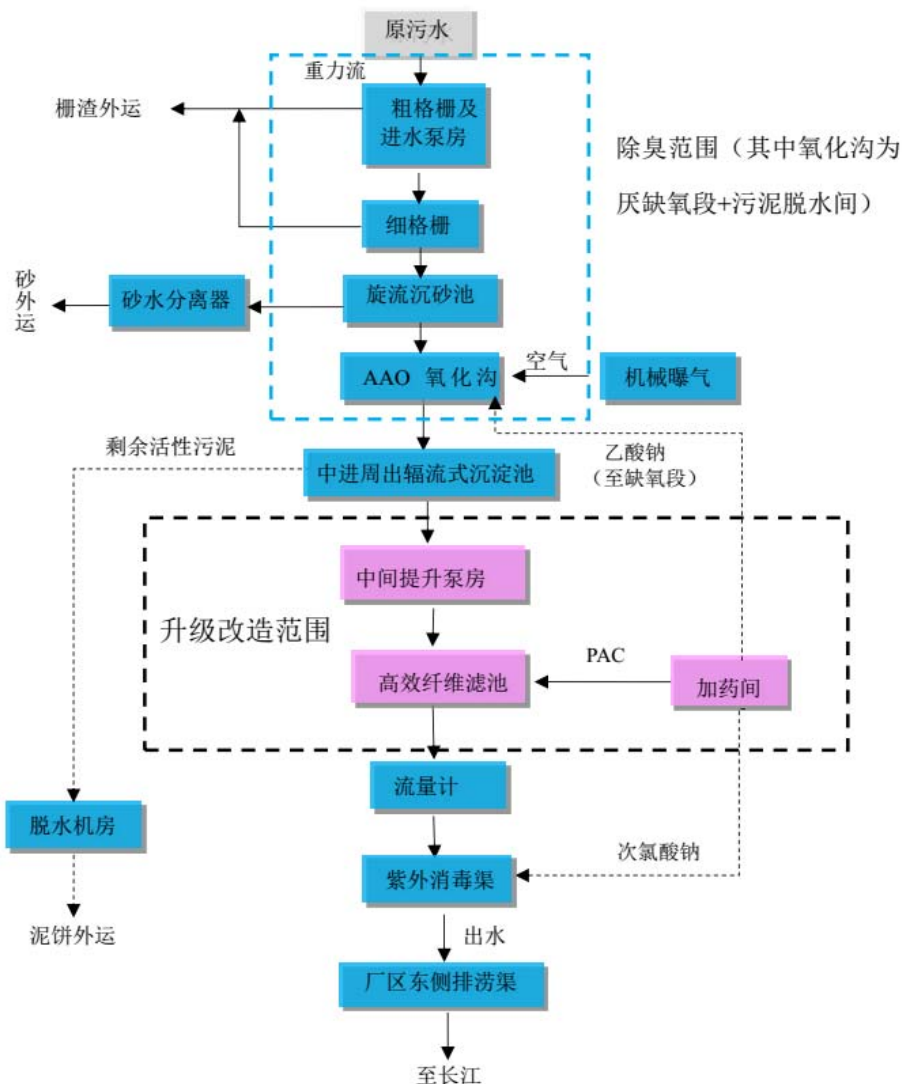 原污水
重力流
栅渣外运
粗格栅及
进水泵房
除臭范围（其中氧化沟为
厌缺氧段+污泥脱水间）
细格栅
砂外运
砂水分离器
旋流沉砂池
AAO 氧化沟
空气
机械曝气
剩余活性污泥
中进周出辐流式沉淀池
乙酸钠
（至缺氧段）
中间提升泵房
升级改造范围
PAC
高效纤维滤池
加药间
流量计
脱水机房
次氯酸钠
紫外消毒渠
泥饼外运
出水
厂区东侧排涝渠
至长江